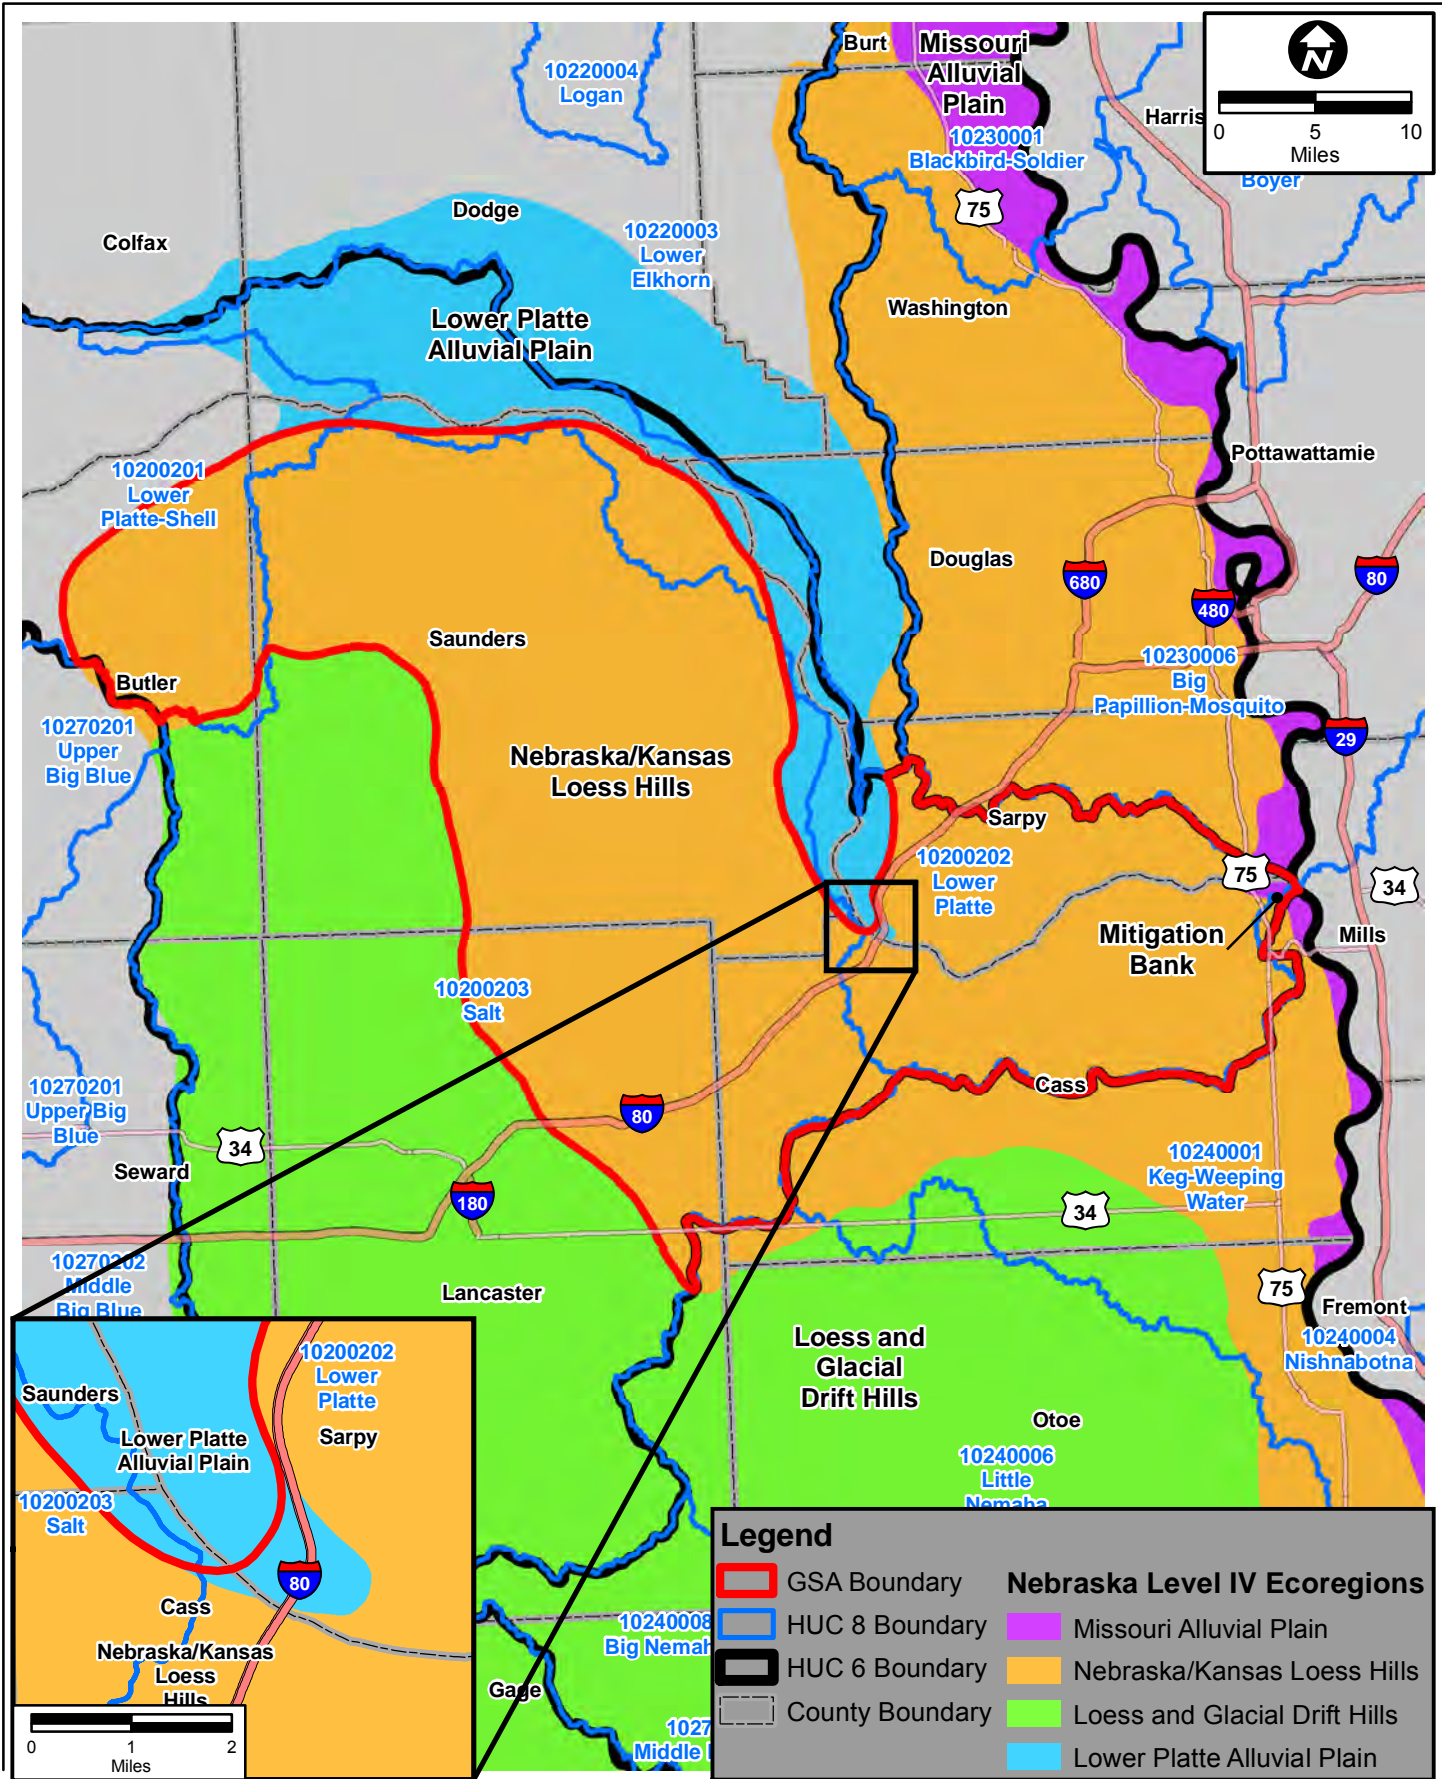 Burt
Missouri
Alluvial
Plain
10220004
Logan
Harris
0 5 10
Miles
Boyer
10230001
Blackbird-Soldier
75
Dodge
Colfax
10220003
Lower
Elkhorn
Washington
Lower Platte
Alluvial Plain
Pottawattamie
10200201
Lower
Platte-Shell
Douglas
680
480
80
Saunders
10230006
Big
Papillion-Mosquito
Butler
10270201
Upper
Big Blue
29
Nebraska/Kansas
Loess Hills
Sarpy
10200202
Lower
Platte
75
34
Mitigation
Bank
Mills
10200203
Salt
10270201
Upper Big
Blue
Cass
80
34
Seward
10240001
Keg-Weeping
Water
180
34
10270202
Middle
Big Blue
Lancaster
75
Fremont
10240004
Nishnabotna
Loess and
Glacial
Drift Hills
Otoe
10240006
Little
Nemaha
10200202
Lower
Platte
Saunders
Sarpy
Lower Platte
Alluvial Plain
10200203
Salt
80
Cass
Nebraska/Kansas
Loess
Hills
0 1 2
Miles
10240008
Big Nemah
Gage
1027
Middle
Legend
GSA Boundary
HUC 8 Boundary
HUC 6 Boundary
County Boundary
Nebraska Level IV Ecoregions
Missouri Alluvial Plain
Nebraska/Kansas Loess Hills
Loess and Glacial Drift Hills
Lower Platte Alluvial Plain
N